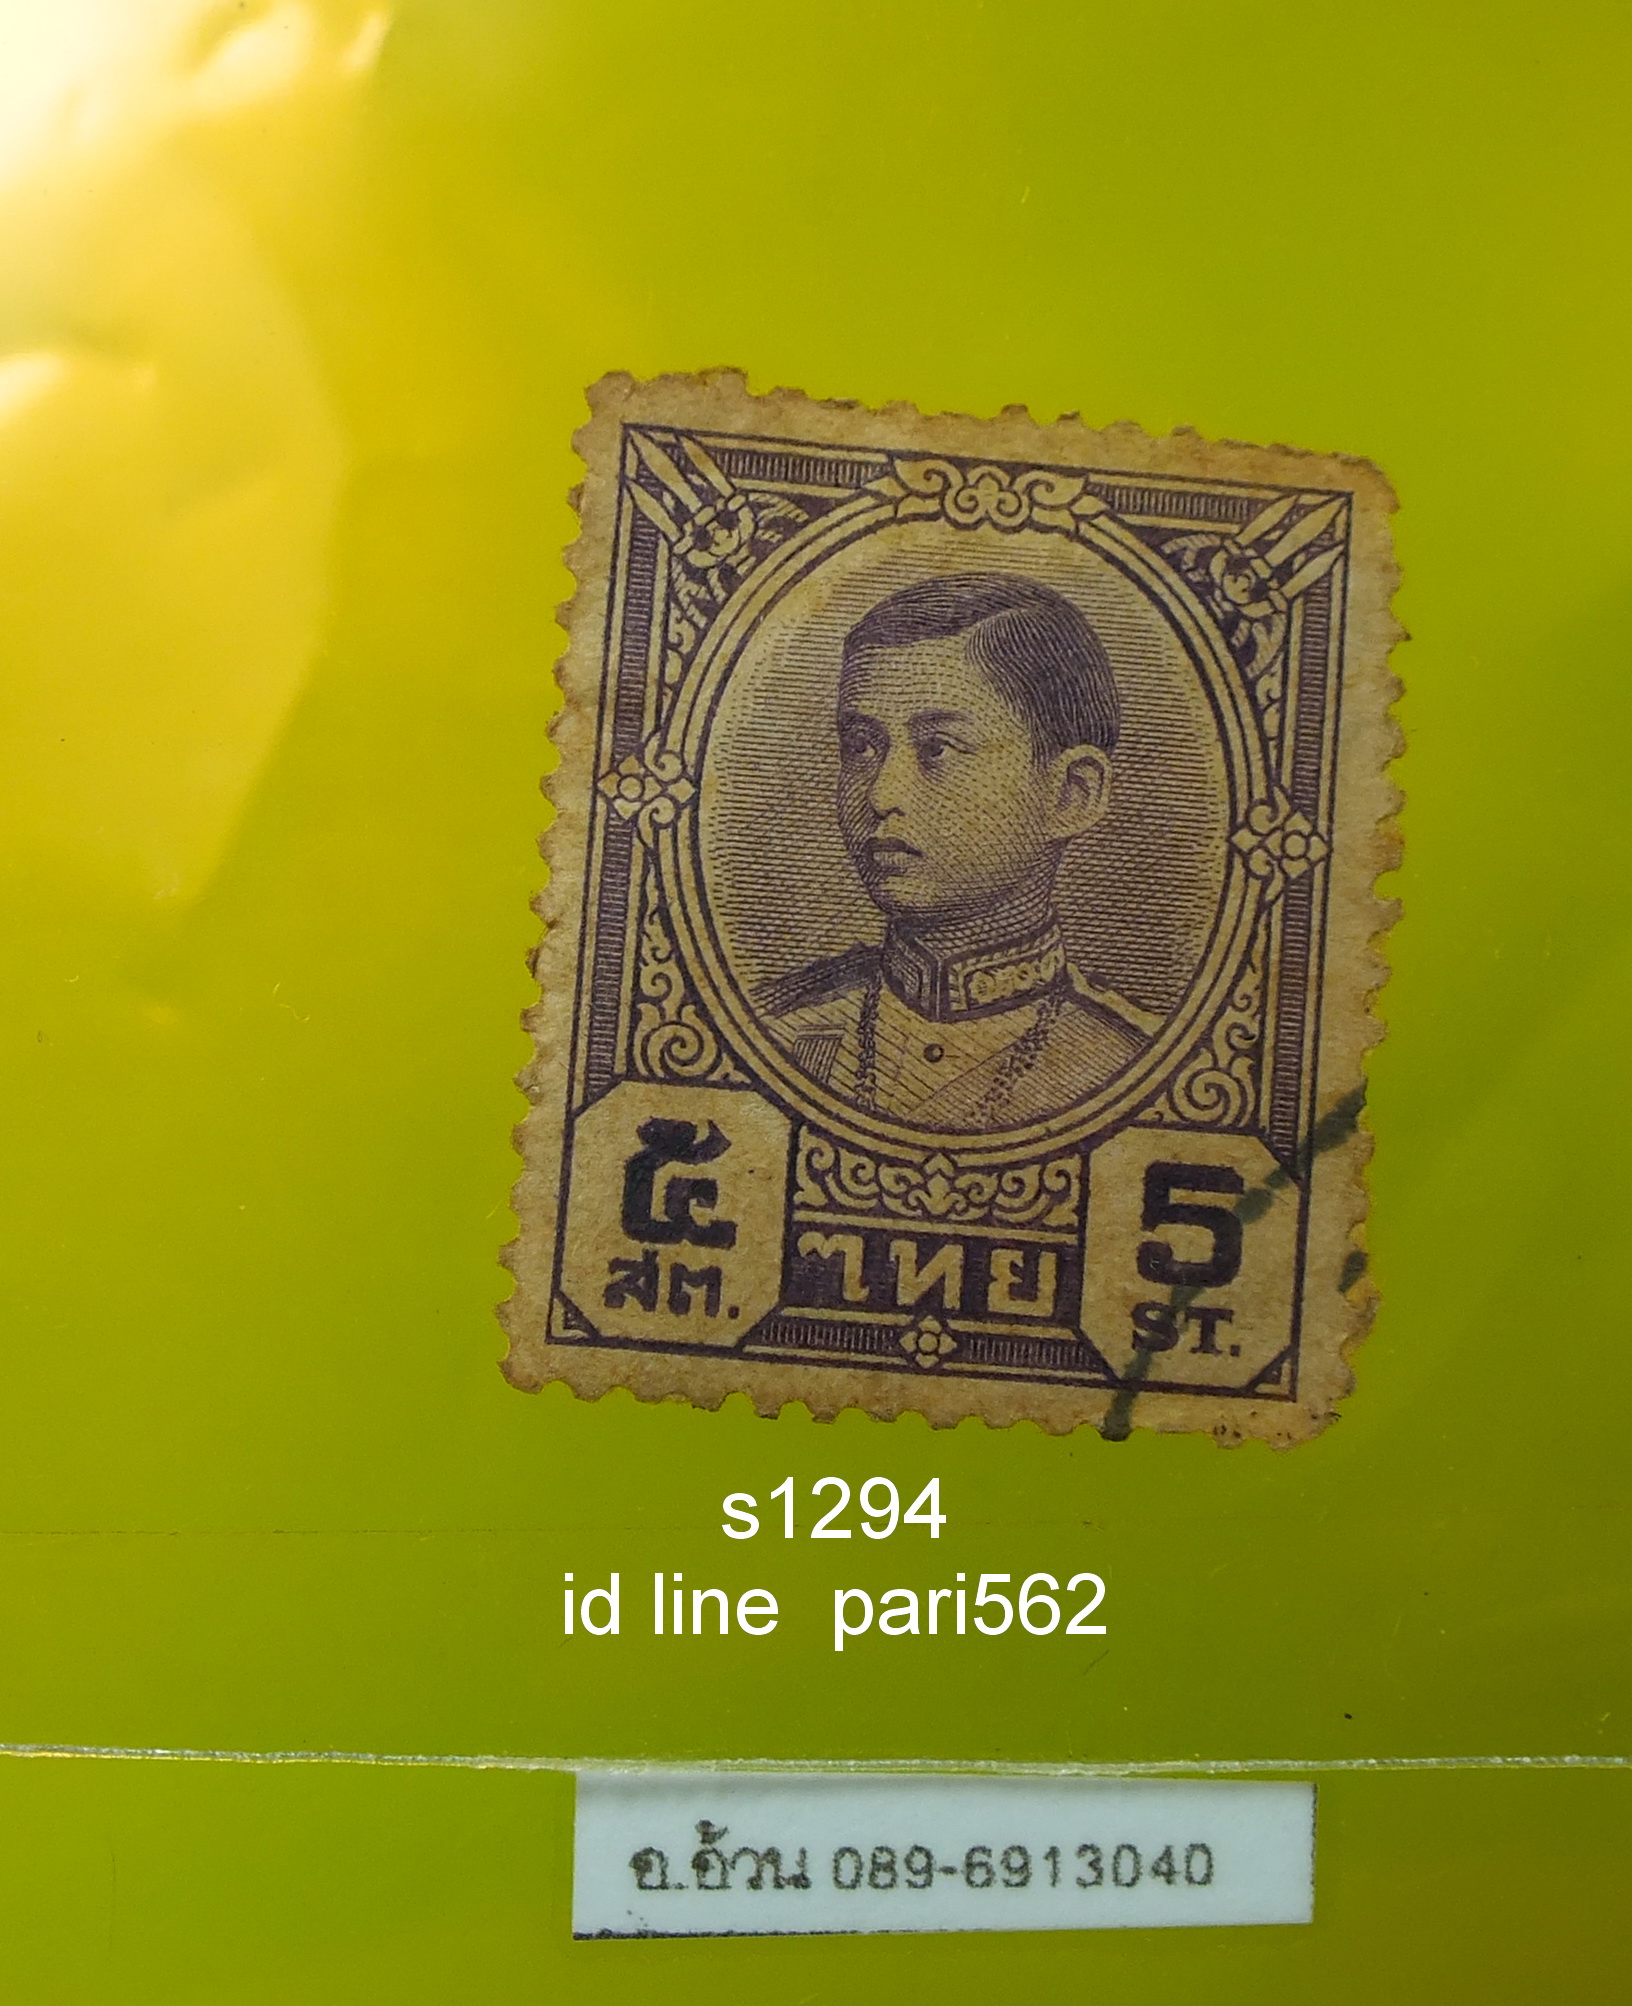 ๕
สต.
ไทย
5
ST.
s1294
id line pari562
อ.อ้วน 089-6913040